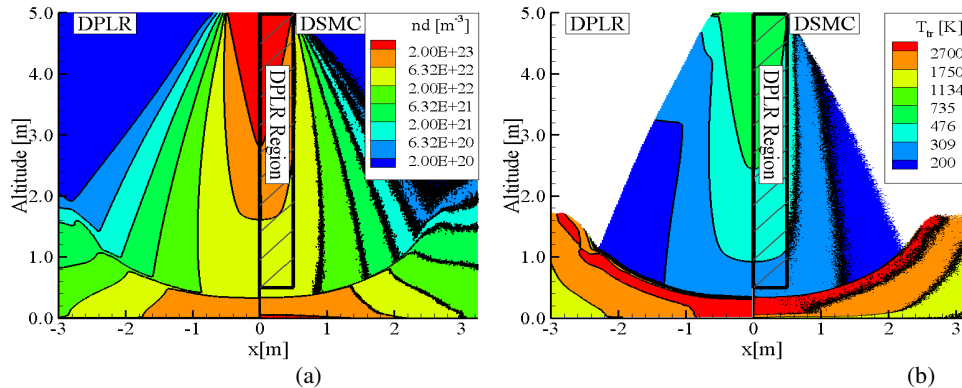 DPLR
DSMC
nd [m⁻³]
2.00E+23
6.32E+22
2.00E+22
6.32E+21
2.00E+21
6.32E+20
2.00E+20
DPLR Region
5.0
4.0
3.0
2.0
1.0
0.0
Altitude [m]
-3 -2 -1 0 1 2 3
x[m]
(a)
DPLR
DSMC
T_tr [K]
2700
1750
1134
735
476
309
200
DPLR Region
5.0
4.0
3.0
2.0
1.0
0.0
Altitude [m]
-3 -2 -1 0 1 2 3
x[m]
(b)